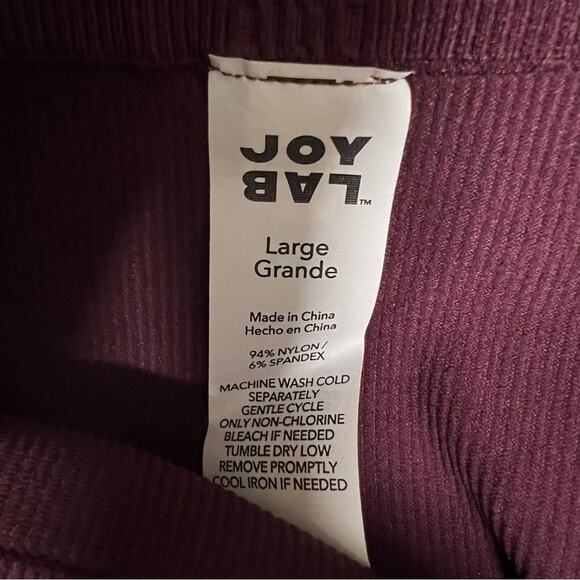 JOY
LAB™
Large
Grande
Made in China
Hecho en China
94% NYLON /
6% SPANDEX
MACHINE WASH COLD
SEPARATELY
GENTLE CYCLE
ONLY NON-CHLORINE
BLEACH IF NEEDED
TUMBLE DRY LOW
REMOVE PROMPTLY
COOL IRON IF NEEDED